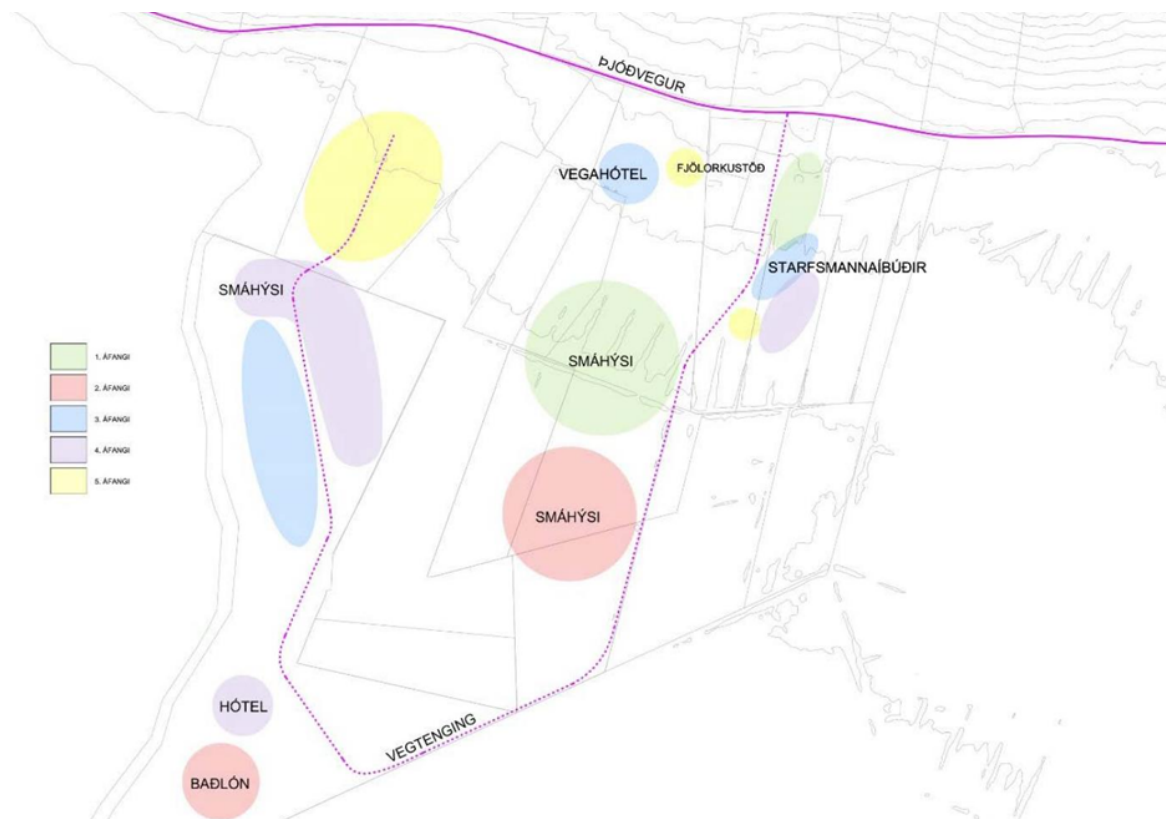 ÞJÓÐVEGUR
VEGAHÓTEL
FJÖLORKUSTÖÐ
STARFSMANNAÍBÚÐIR
SMÁHÝSI
SMÁHÝSI
1. ÁFANGI
2. ÁFANGI
3. ÁFANGI
4. ÁFANGI
5. ÁFANGI
SMÁHÝSI
HÓTEL
VEGTENGING
BAÐLÓN